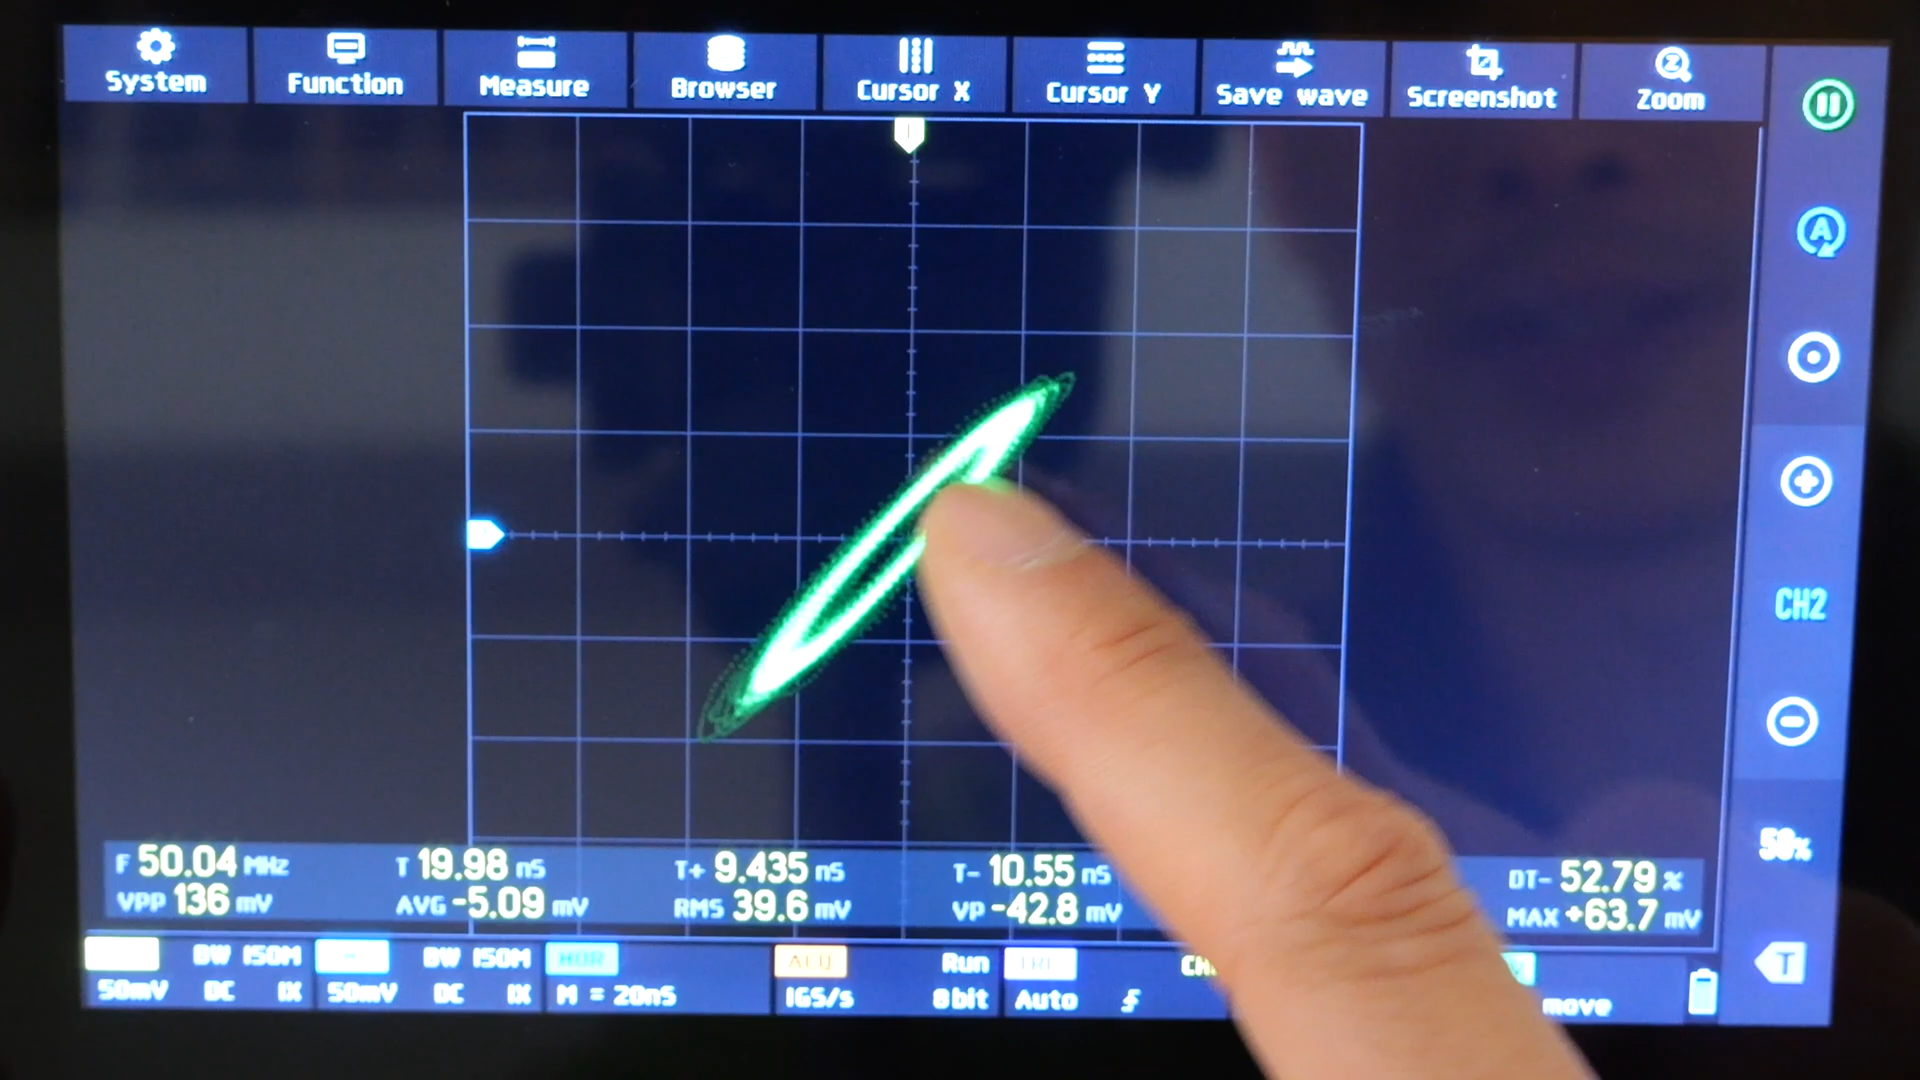 System Function Measure Browser Cursor X Cursor Y Save wave Screenshot Zoom
A
CH2
50%
F 50.04 MHz T 19.98 nS T+ 9.435 nS T- 10.55 nS DT- 52.79 %
VPP 136 mV AVG -5.09 mV RMS 39.6 mV VP -42.8 mV MAX +63.7 mV
BW 150M BW 150M HOR ACQ Run
50mV DC 1X 50mV DC 1X M = 20nS 1GS/s 8bit Auto move
T